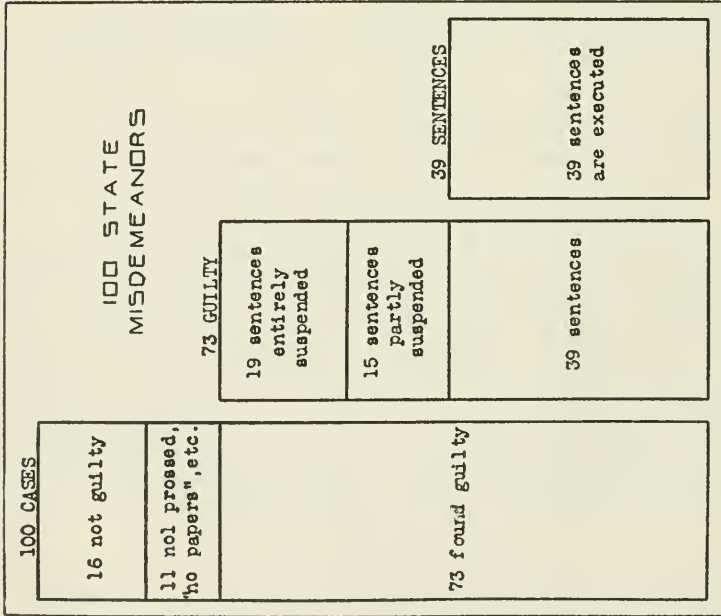 100 STATE
MISDEMEANORS
100 CASES
16 not guilty
11 nol prossed,
"no papers",etc.
73 found guilty
73 GUILTY
19 sentences
entirely
suspended
15 sentences
partly
suspended
39 sentences
39 SENTENCES
39 sentences
are executed